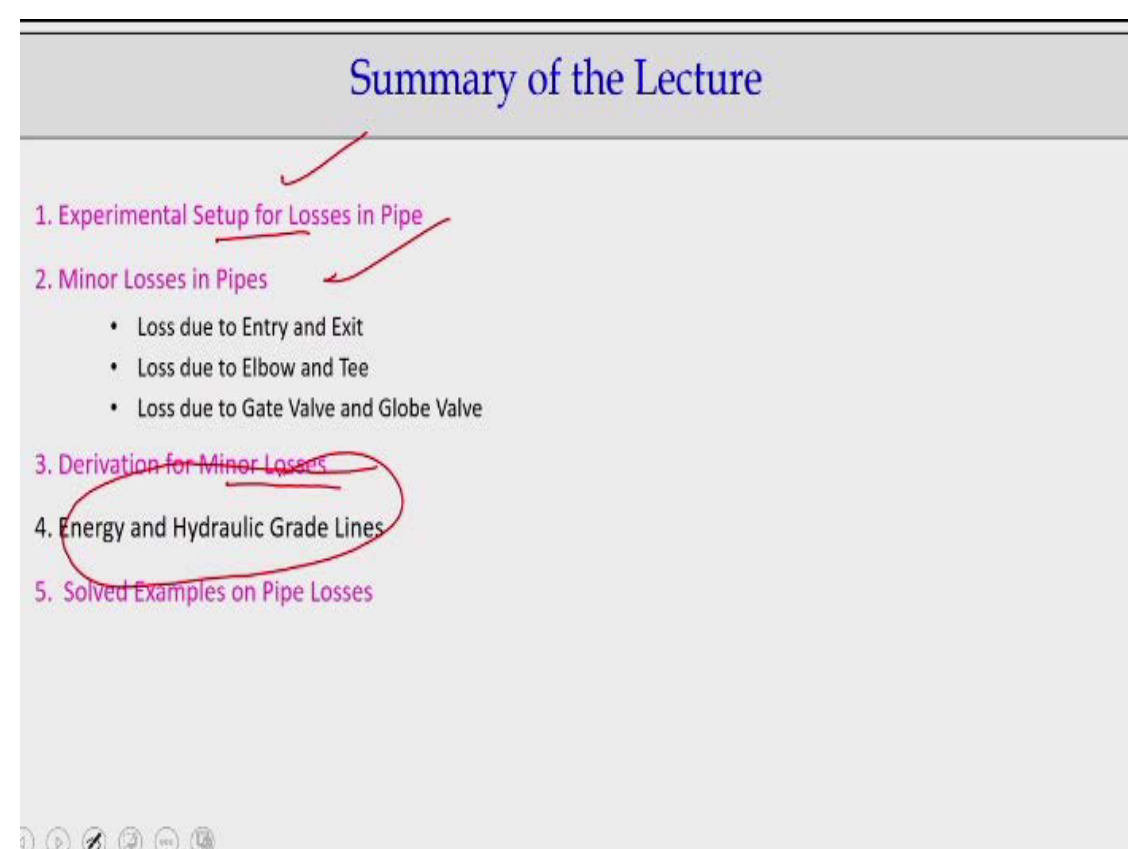 Summary of the Lecture
1. Experimental Setup for Losses in Pipe
2. Minor Losses in Pipes
• Loss due to Entry and Exit
• Loss due to Elbow and Tee
• Loss due to Gate Valve and Globe Valve
3. Derivation for Minor Losses
4. Energy and Hydraulic Grade Lines
5. Solved Examples on Pipe Losses